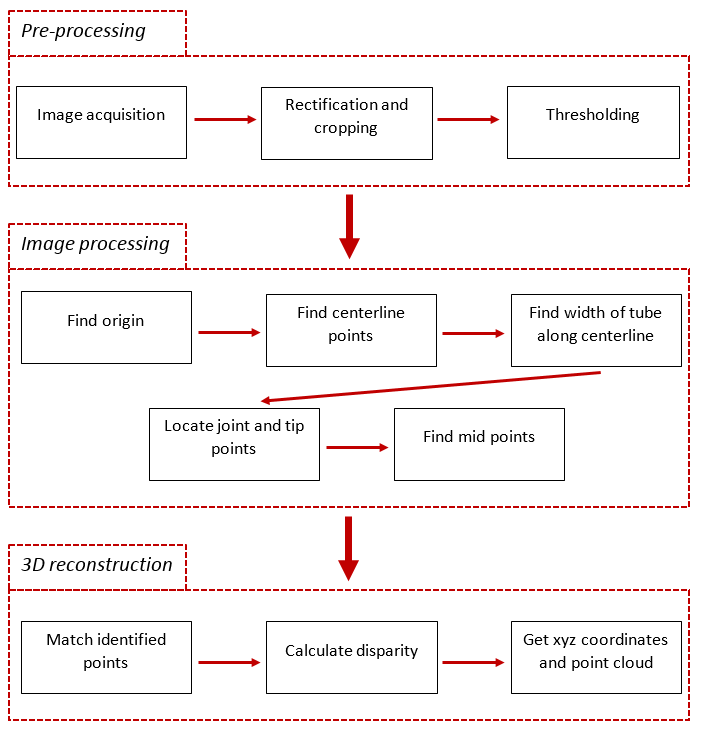 Pre-processing
Image acquisition
Rectification and
cropping
Thresholding
Image processing
Find origin
Find centerline
points
Find width of tube
along centerline
Locate joint and tip
points
Find mid points
3D reconstruction
Match identified
points
Calculate disparity
Get xyz coordinates
and point cloud